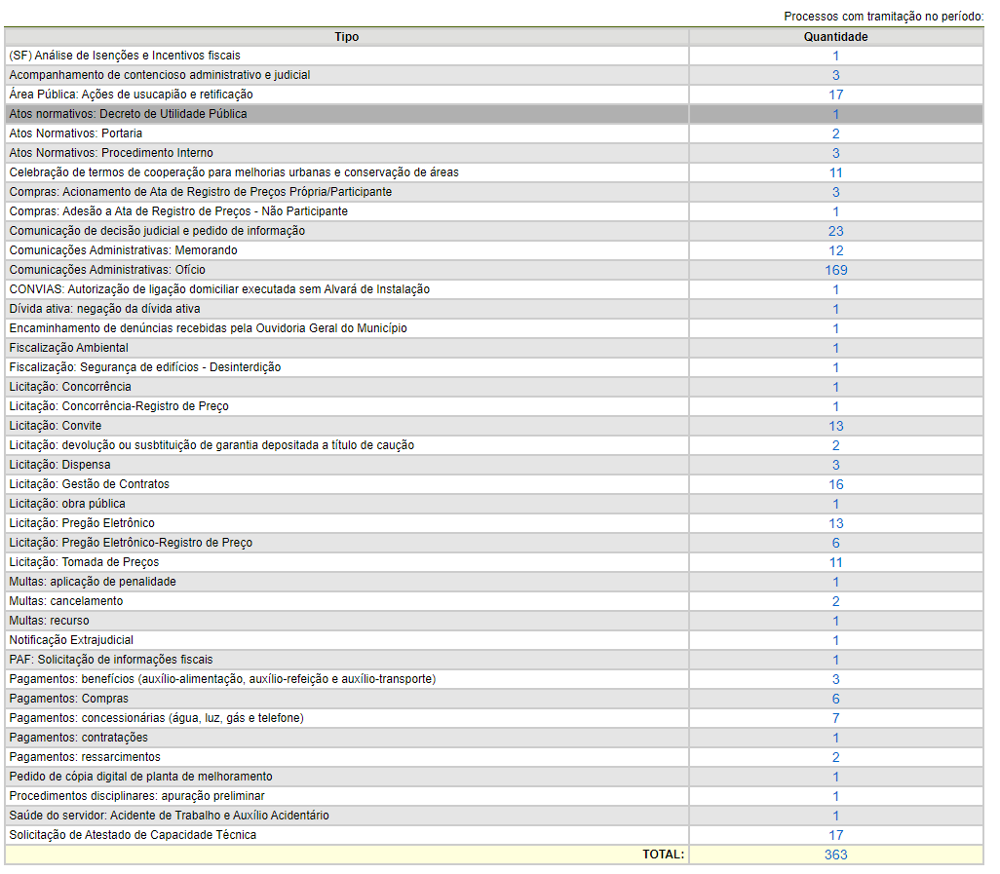 Processos com tramitação no período:
Tipo Quantidade
(SF) Análise de Isenções e Incentivos fiscais 1
Acompanhamento de contencioso administrativo e judicial 3
Área Pública: Ações de usucapião e retificação 17
Atos normativos: Decreto de Utilidade Pública 1
Atos Normativos: Portaria 2
Atos Normativos: Procedimento Interno 3
Celebração de termos de cooperação para melhorias urbanas e conservação de áreas 11
Compras: Acionamento de Ata de Registro de Preços Própria/Participante 3
Compras: Adesão a Ata de Registro de Preços - Não Participante 1
Comunicação de decisão judicial e pedido de informação 23
Comunicações Administrativas: Memorando 12
Comunicações Administrativas: Ofício 169
CONVIAS: Autorização de ligação domiciliar executada sem Alvará de Instalação 1
Dívida ativa: negação da dívida ativa 1
Encaminhamento de denúncias recebidas pela Ouvidoria Geral do Município 1
Fiscalização Ambiental 1
Fiscalização: Segurança de edifícios - Desinterdição 1
Licitação: Concorrência 1
Licitação: Concorrência-Registro de Preço 1
Licitação: Convite 13
Licitação: devolução ou susbtituição de garantia depositada a título de caução 2
Licitação: Dispensa 3
Licitação: Gestão de Contratos 16
Licitação: obra pública 1
Licitação: Pregão Eletrônico 13
Licitação: Pregão Eletrônico-Registro de Preço 6
Licitação: Tomada de Preços 11
Multas: aplicação de penalidade 1
Multas: cancelamento 2
Multas: recurso 1
Notificação Extrajudicial 1
PAF: Solicitação de informações fiscais 1
Pagamentos: benefícios (auxílio-alimentação, auxílio-refeição e auxílio-transporte) 3
Pagamentos: Compras 6
Pagamentos: concessionárias (água, luz, gás e telefone) 7
Pagamentos: contratações 1
Pagamentos: ressarcimentos 2
Pedido de cópia digital de planta de melhoramento 1
Procedimentos disciplinares: apuração preliminar 1
Saúde do servidor: Acidente de Trabalho e Auxílio Acidentário 1
Solicitação de Atestado de Capacidade Técnica 17
TOTAL: 363